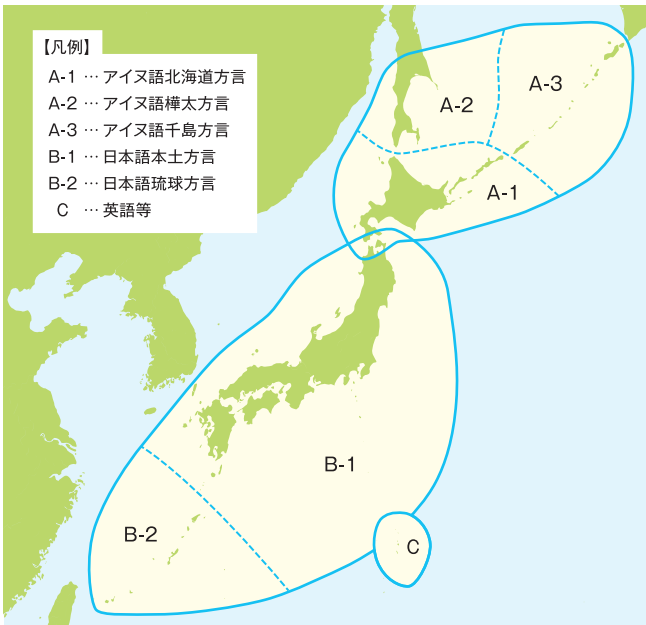 【凡例】
A-1 … アイヌ語北海道方言
A-2 … アイヌ語樺太方言
A-3 … アイヌ語千島方言
B-1 … 日本語本土方言
B-2 … 日本語琉球方言
C … 英語等
A-3
A-2
A-1
B-1
B-2
C